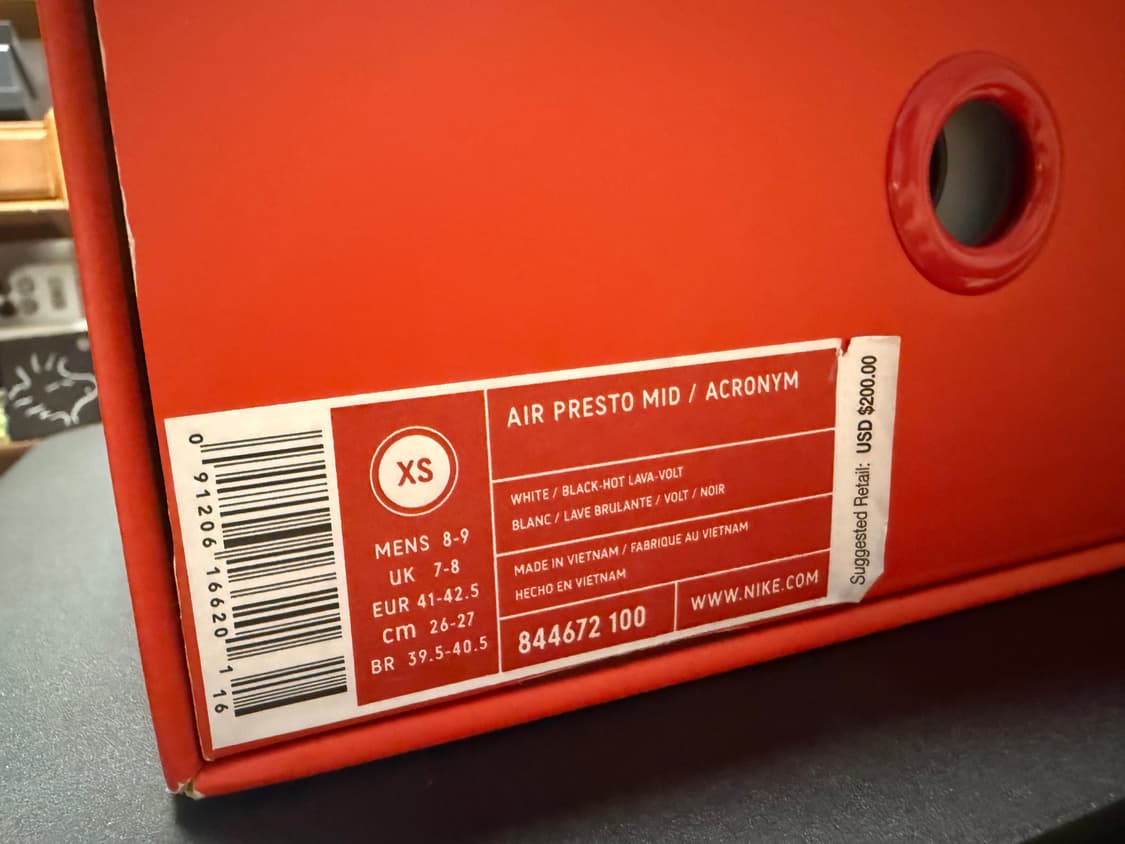 0 91206 16620 1 16
XS
MENS 8-9
UK 7-8
EUR 41-42.5
cm 26-27
BR 39.5-40.5
AIR PRESTO MID / ACRONYM
WHITE / BLACK-HOT LAVA-VOLT
BLANC / LAVE BRULANTE / VOLT / NOIR
MADE IN VIETNAM / FABRIQUE AU VIETNAM
HECHO EN VIETNAM
844672 100
WWW.NIKE.COM
Suggested Retail: USD $200.00